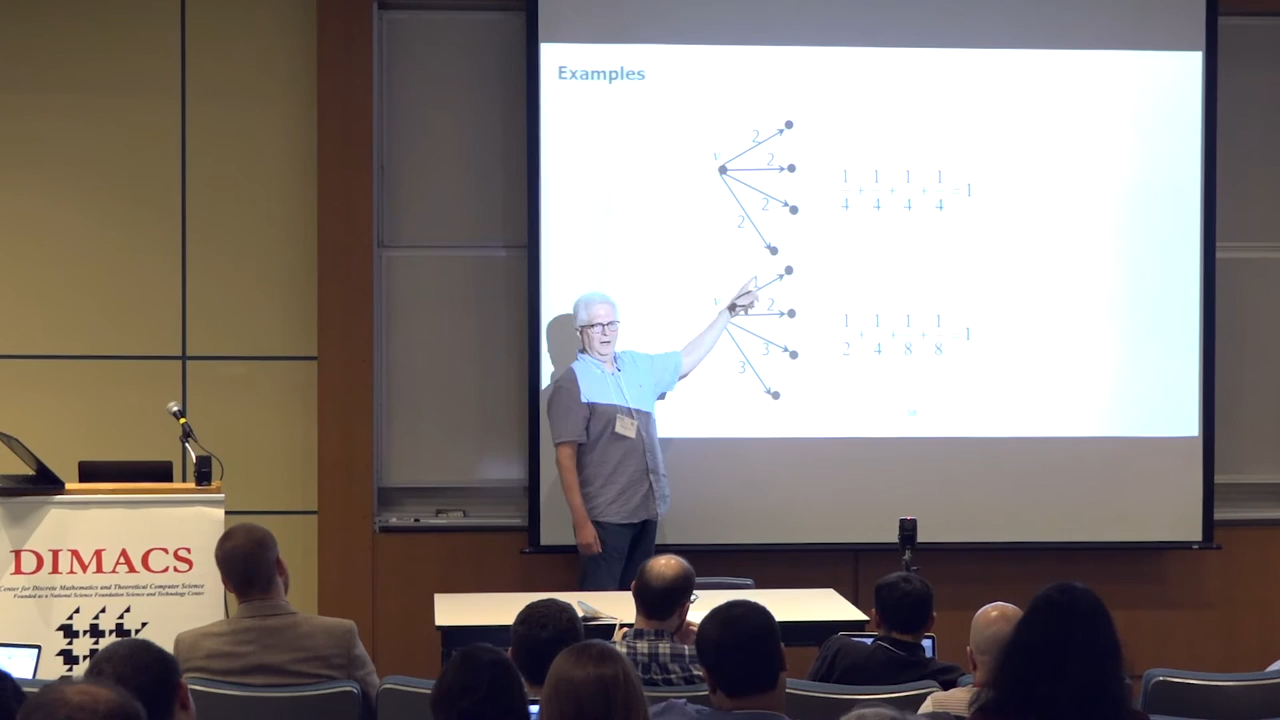 Examples
v
2
2
2
2
1/4 + 1/4 + 1/4 + 1/4 = 1
v
1
2
3
3
1/2 + 1/4 + 1/8 + 1/8 = 1
DIMACS
Center for Discrete Mathematics and Theoretical Computer Science
Founded as a National Science Foundation Science and Technology Center